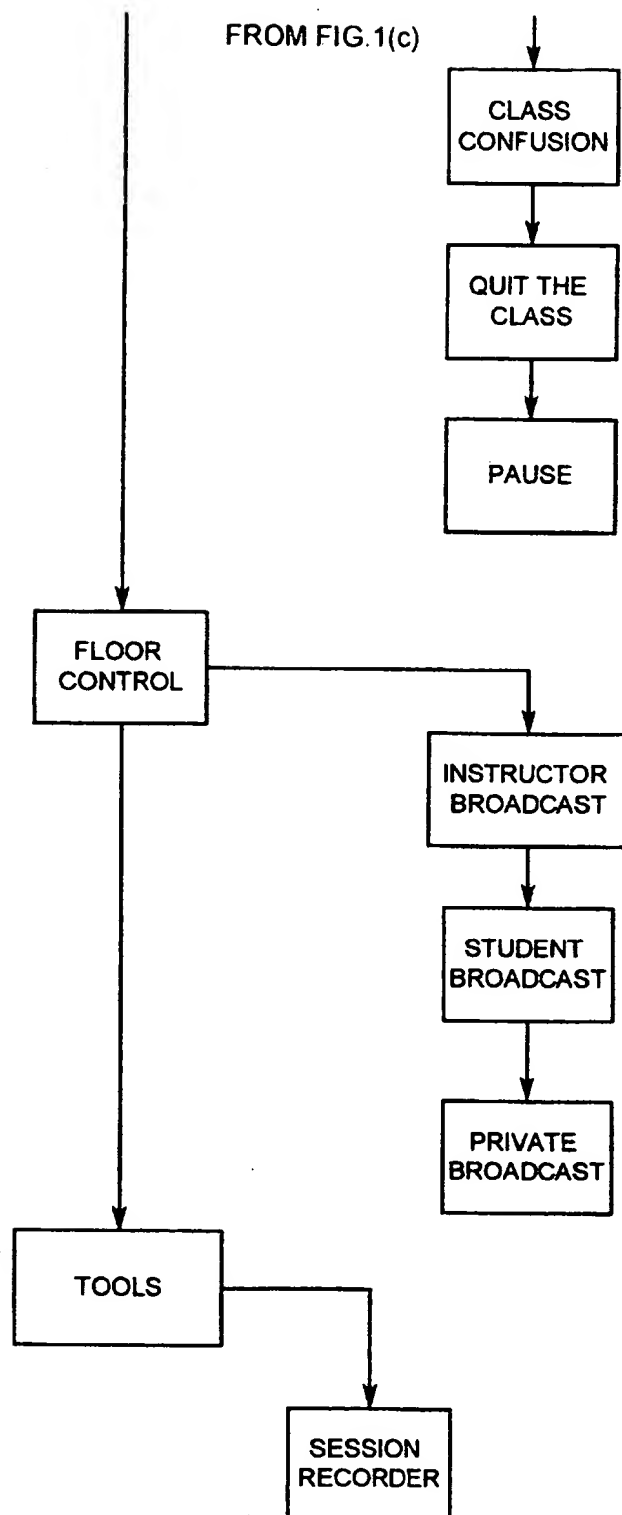 FROM FIG.1(c)
CLASS
CONFUSION
QUIT THE
CLASS
PAUSE
FLOOR
CONTROL
INSTRUCTOR
BROADCAST
STUDENT
BROADCAST
PRIVATE
BROADCAST
TOOLS
SESSION
RECORDER